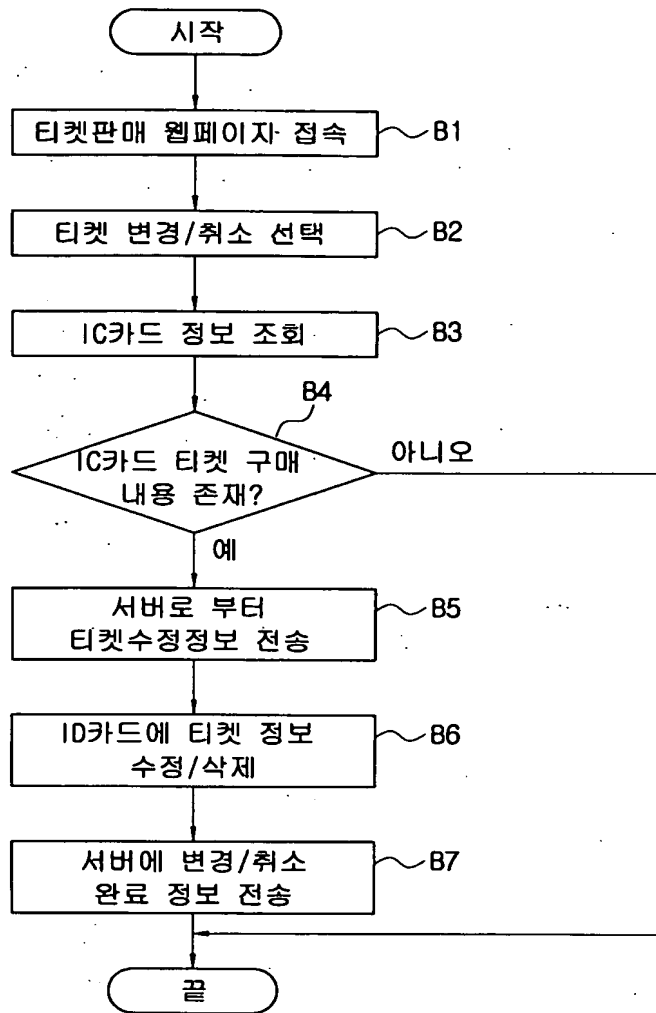 시작
티켓판매 웹페이지 접속
B1
티켓 변경/취소 선택
B2
IC카드 정보 조회
B3
B4
IC카드 티켓 구매
내용 존재?
아니오
예
서버로 부터
티켓수정정보 전송
B5
ID카드에 티켓 정보
수정/삭제
B6
서버에 변경/취소
완료 정보 전송
B7
끝